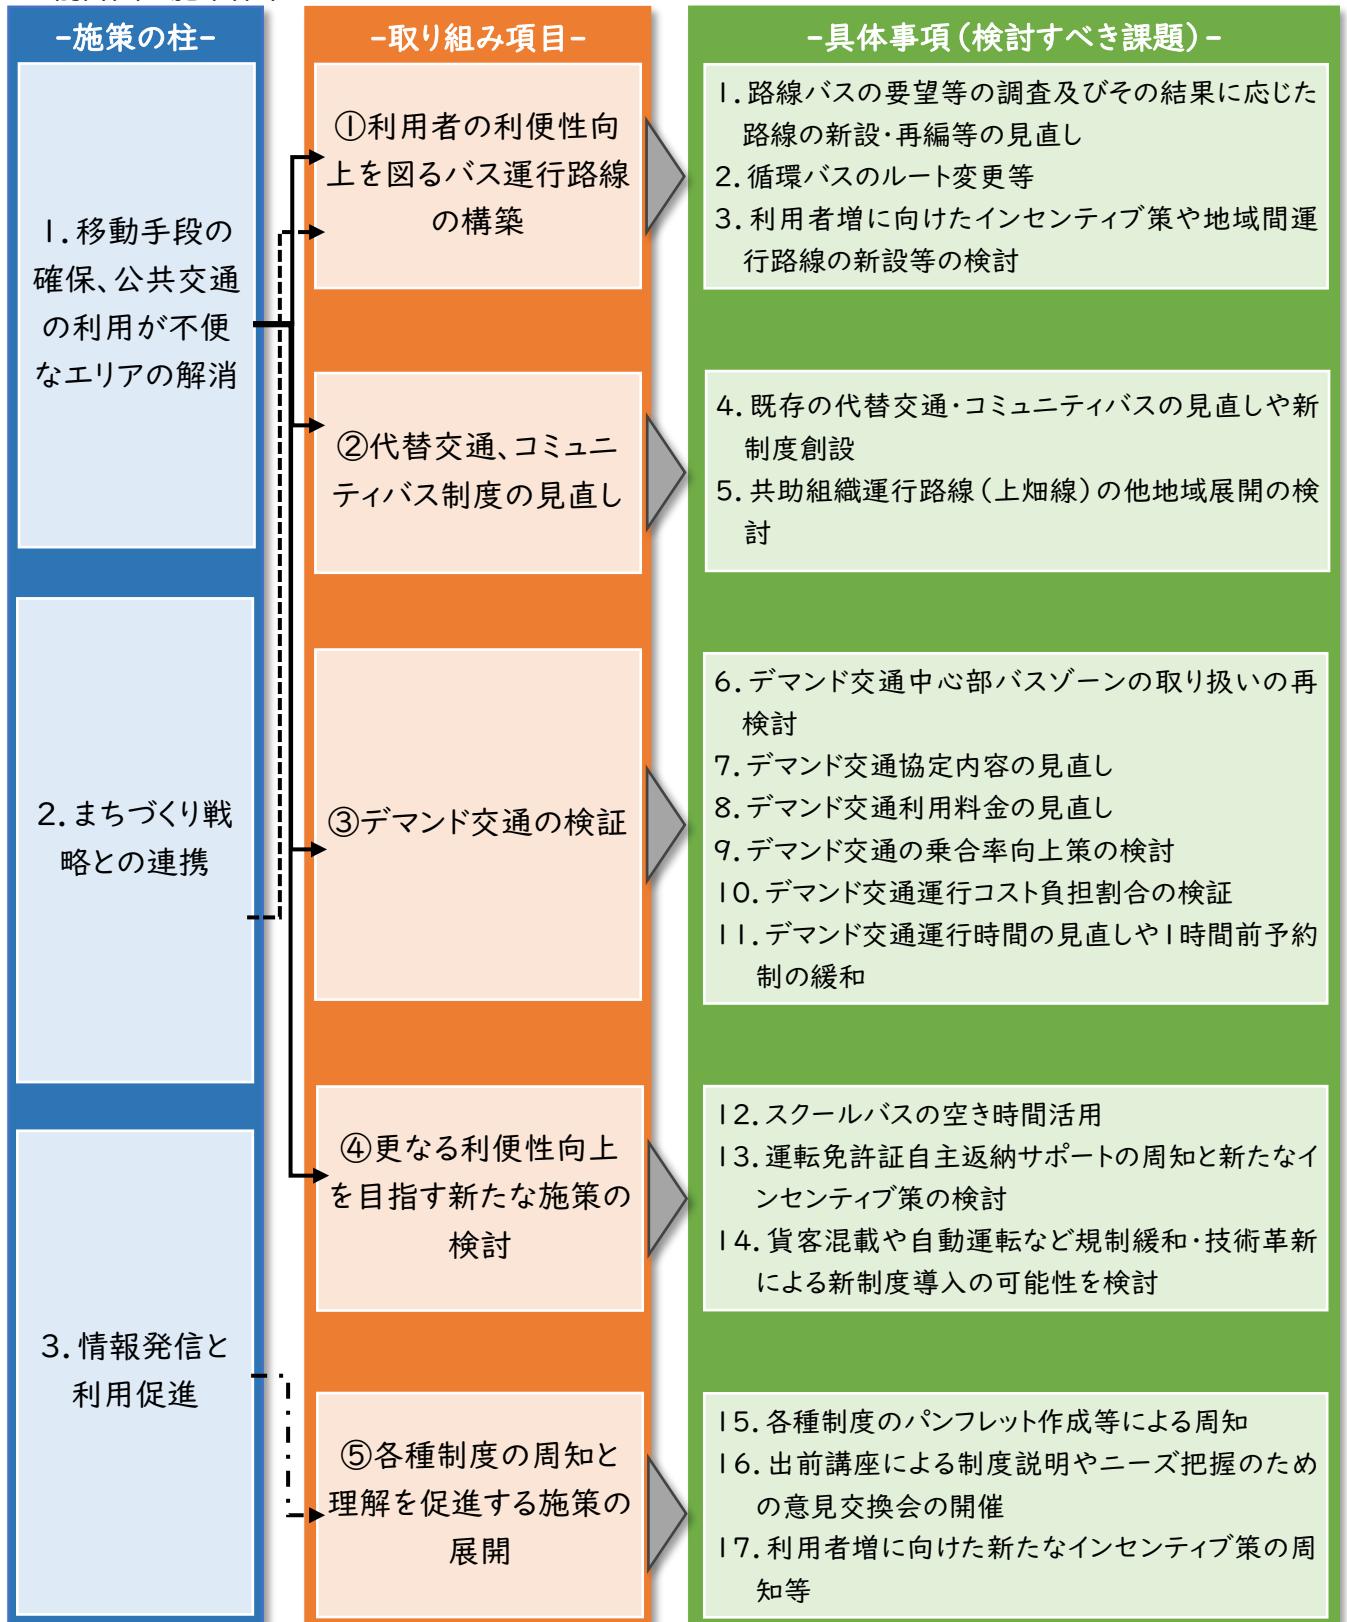 -施策の柱-
-取り組み項目-
-具体事項(検討すべき課題)-
1.移動手段の
確保、公共交通
の利用が不便
なエリアの解消
2.まちづくり戦
略との連携
3.情報発信と
利用促進
①利用者の利便性向
上を図るバス運行路線
の構築
②代替交通、コミュニ
ティバス制度の見直し
③デマンド交通の検証
④更なる利便性向上
を目指す新たな施策の
検討
⑤各種制度の周知と
理解を促進する施策の
展開
1.路線バスの要望等の調査及びその結果に応じた
路線の新設・再編等の見直し
2.循環バスのルート変更等
3.利用者増に向けたインセンティブ策や地域間運
行路線の新設等の検討
4.既存の代替交通・コミュニティバスの見直しや新
制度創設
5.共助組織運行路線(上畑線)の他地域展開の検
討
6.デマンド交通中心部バスゾーンの取り扱いの再
検討
7.デマンド交通協定内容の見直し
8.デマンド交通利用料金の見直し
9.デマンド交通の乗合率向上策の検討
10.デマンド交通運行コスト負担割合の検証
11.デマンド交通運行時間の見直しや1時間前予約
制の緩和
12.スクールバスの空き時間活用
13.運転免許証自主返納サポートの周知と新たなイ
ンセンティブ策の検討
14.貨客混載や自動運転など規制緩和・技術革新
による新制度導入の可能性を検討
15.各種制度のパンフレット作成等による周知
16.出前講座による制度説明やニーズ把握のため
の意見交換会の開催
17.利用者増に向けた新たなインセンティブ策の周
知等